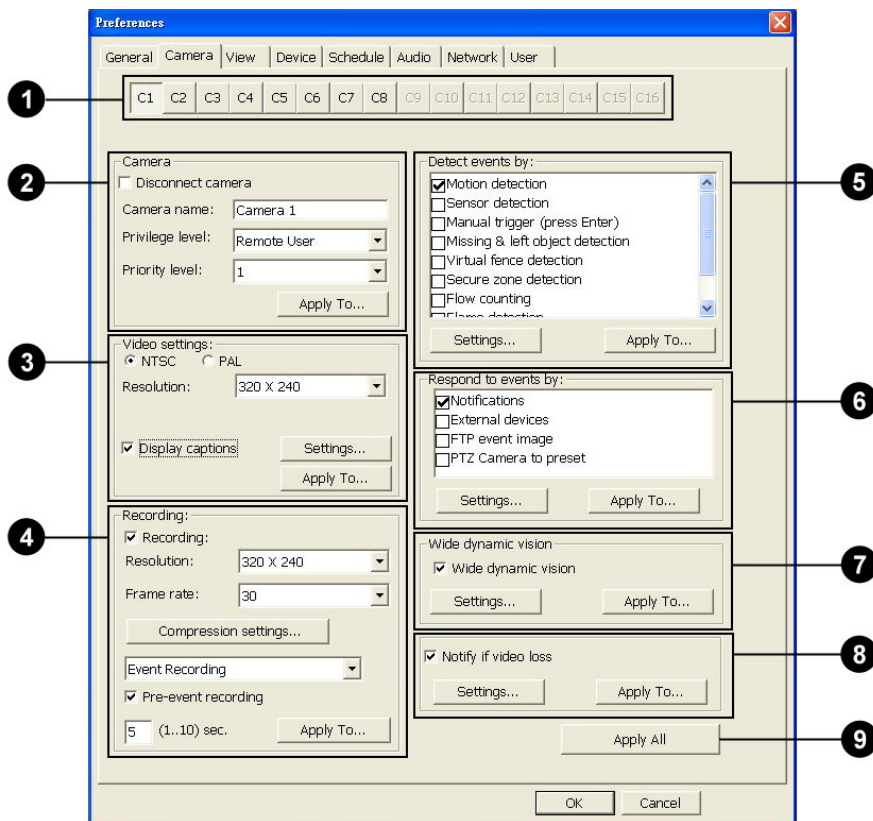 Preferences
General Camera View Device Schedule Audio Network User
1
C1 C2 C3 C4 C5 C6 C7 C8 C9 C10 C11 C12 C13 C14 C15 C16
2
Camera
Disconnect camera
Camera name: Camera 1
Privilege level: Remote User
Priority level: 1
Apply To...
3
Video settings:
NTSC PAL
Resolution: 320 X 240
Display captions Settings...
Apply To...
4
Recording:
Recording:
Resolution: 320 X 240
Frame rate: 30
Compression settings...
Event Recording
Pre-event recording
5 (1..10) sec. Apply To...
Detect events by:
5
Motion detection
Sensor detection
Manual trigger (press Enter)
Missing & left object detection
Virtual fence detection
Secure zone detection
Flow counting
Flame detection
Settings... Apply To...
Respond to events by:
6
Notifications
External devices
FTP event image
PTZ Camera to preset
Settings... Apply To...
Wide dynamic vision
7
Wide dynamic vision
Settings... Apply To...
8
Notify if video loss
Settings... Apply To...
Apply All
9
OK Cancel